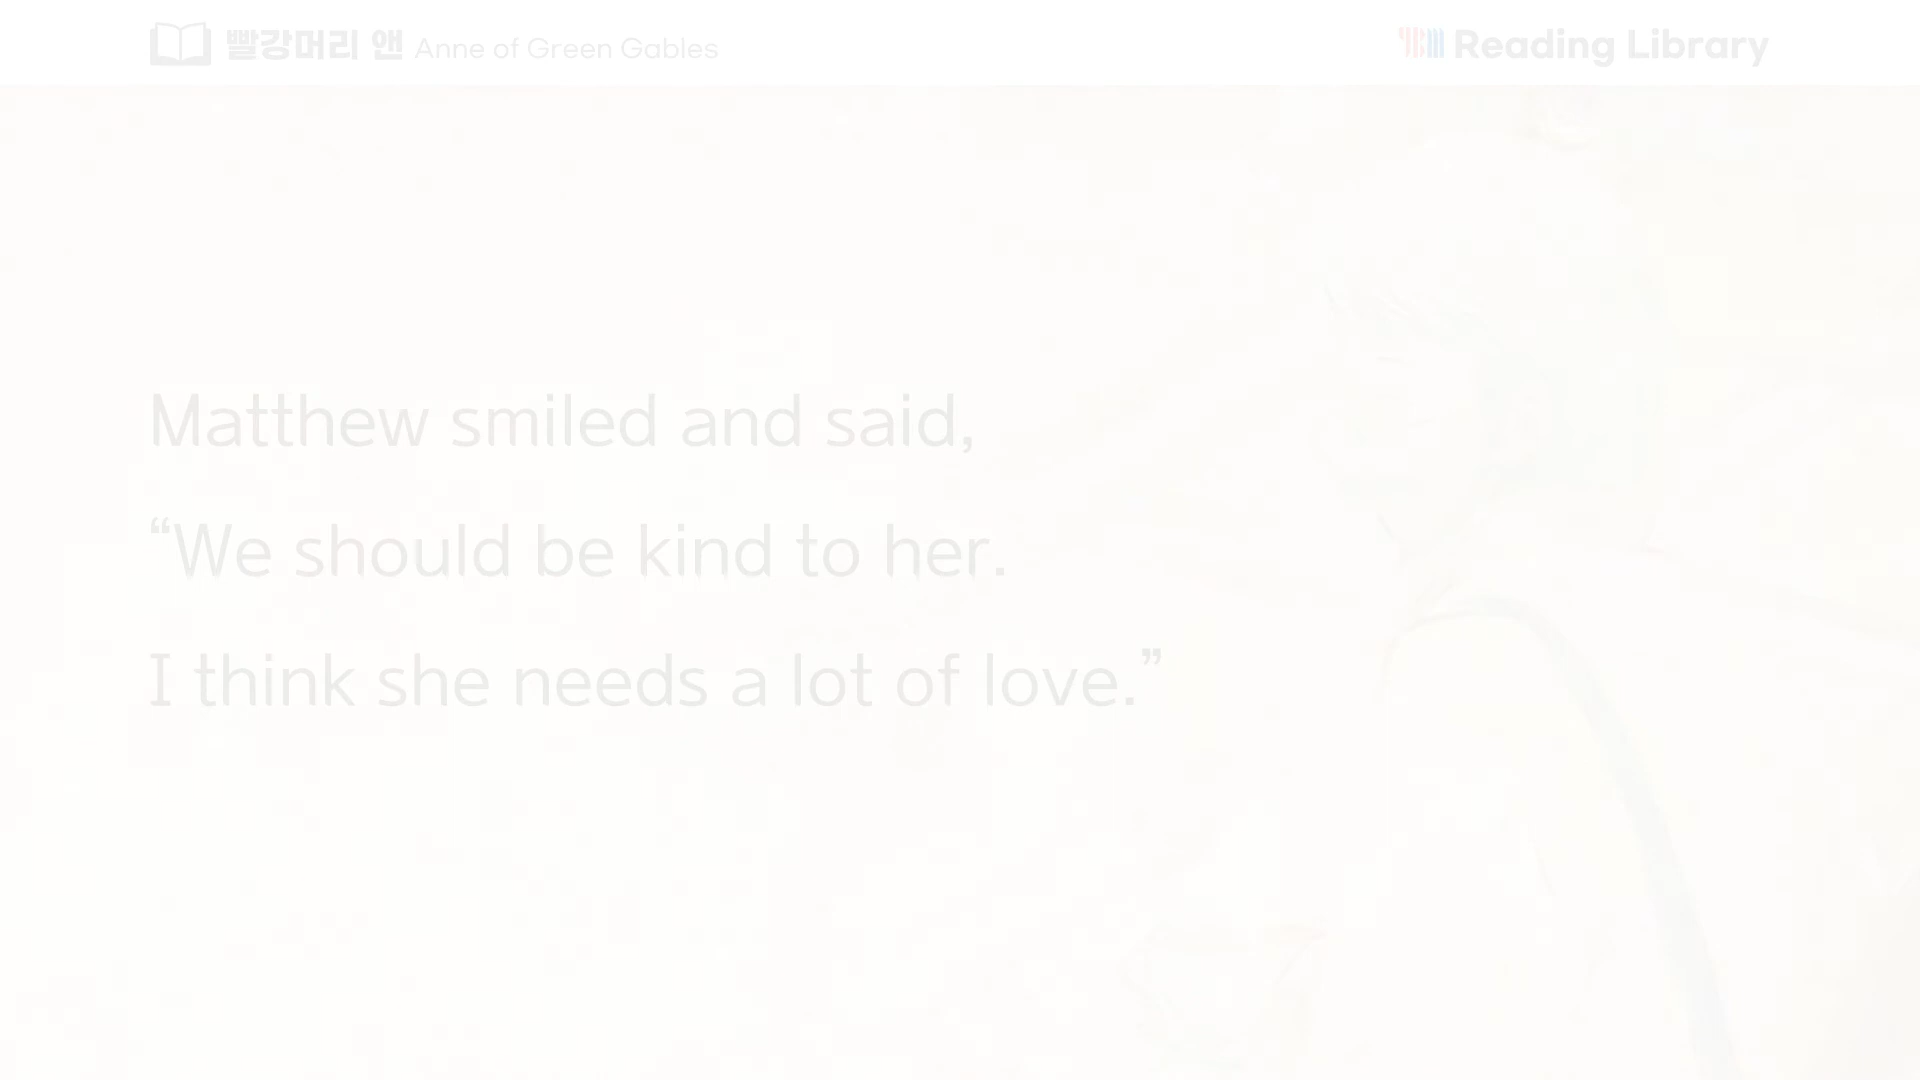 빨강머리 앤 Anne of Green Gables
YBM Reading Library
Matthew smiled and said,
“We should be kind to her.
I think she needs a lot of love.”